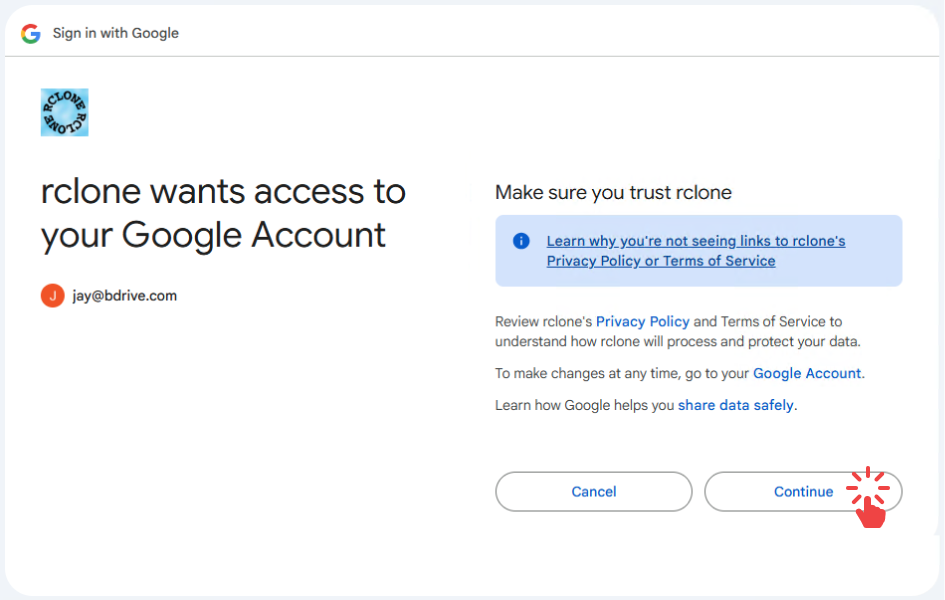 Sign in with Google
RCLONE RCLONE
rclone wants access to
your Google Account
J jay@bdrive.com
Make sure you trust rclone
Learn why you're not seeing links to rclone's
Privacy Policy or Terms of Service
Review rclone's Privacy Policy and Terms of Service to
understand how rclone will process and protect your data.
To make changes at any time, go to your Google Account.
Learn how Google helps you share data safely.
Cancel
Continue